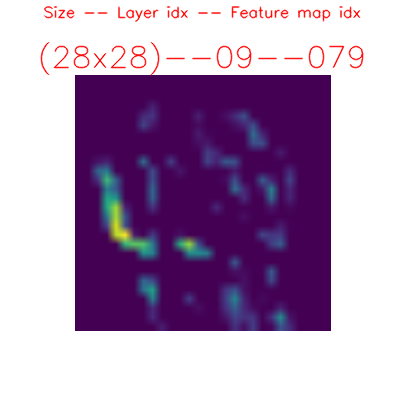 Size -- Layer idx -- Feature map idx
(28x28)--09--079